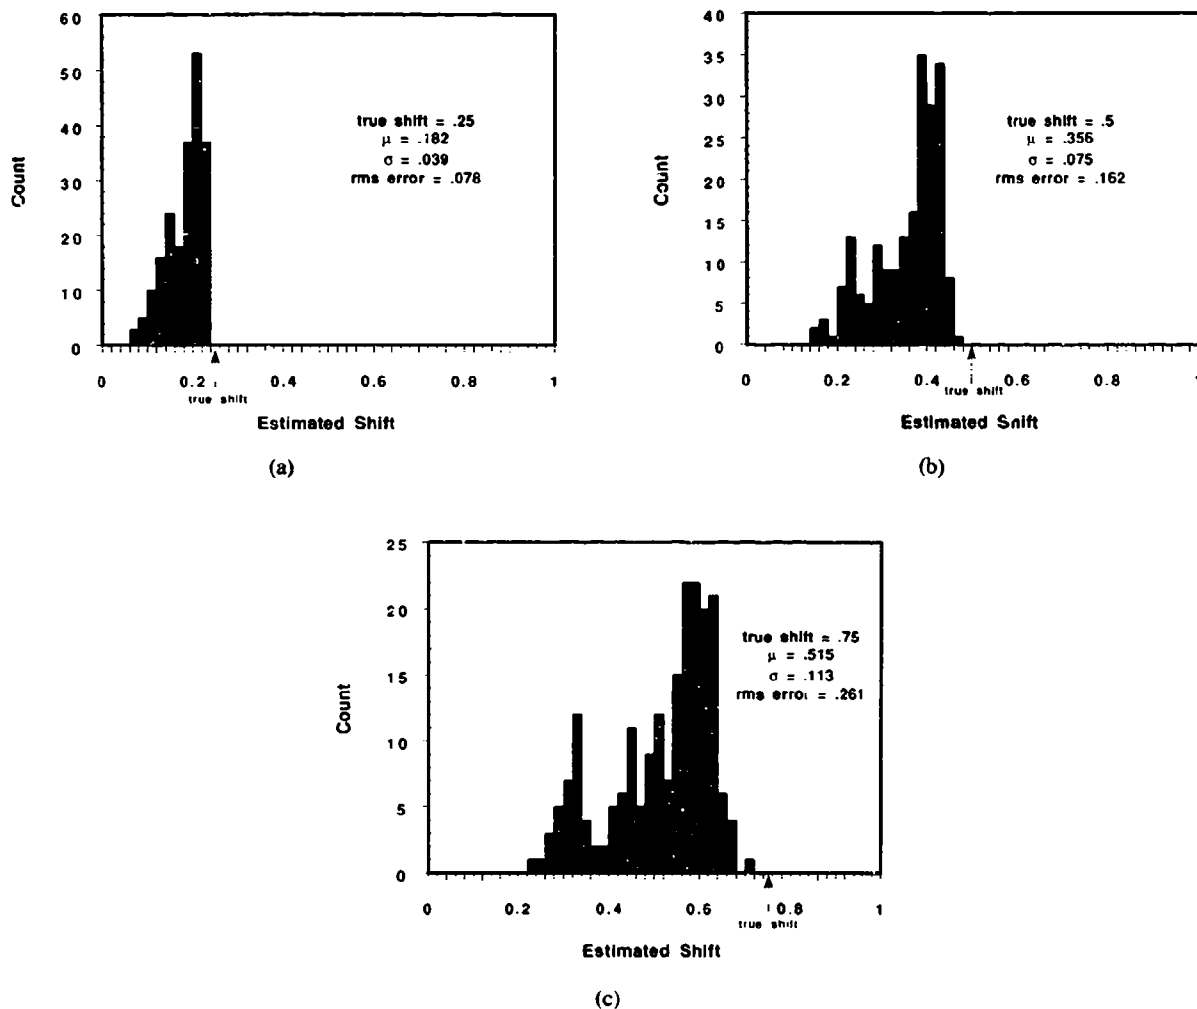 60
50
40
30
20
10
0
Count
true shift = .25
μ = .182
σ = .039
rms error = .078
0 0.2 0.4 0.6 0.8 1
true shift
Estimated Shift
(a)
40
35
30
25
20
15
10
5
0
Count
true shift = .5
μ = .356
σ = .075
rms error = .162
0 0.2 0.4 0.6 0.8 1
true shift
Estimated Shift
(b)
25
20
15
10
5
0
Count
true shift = .75
μ = .515
σ = .113
rms error = .261
0 0.2 0.4 0.6 0.8 1
true shift
Estimated Shift
(c)